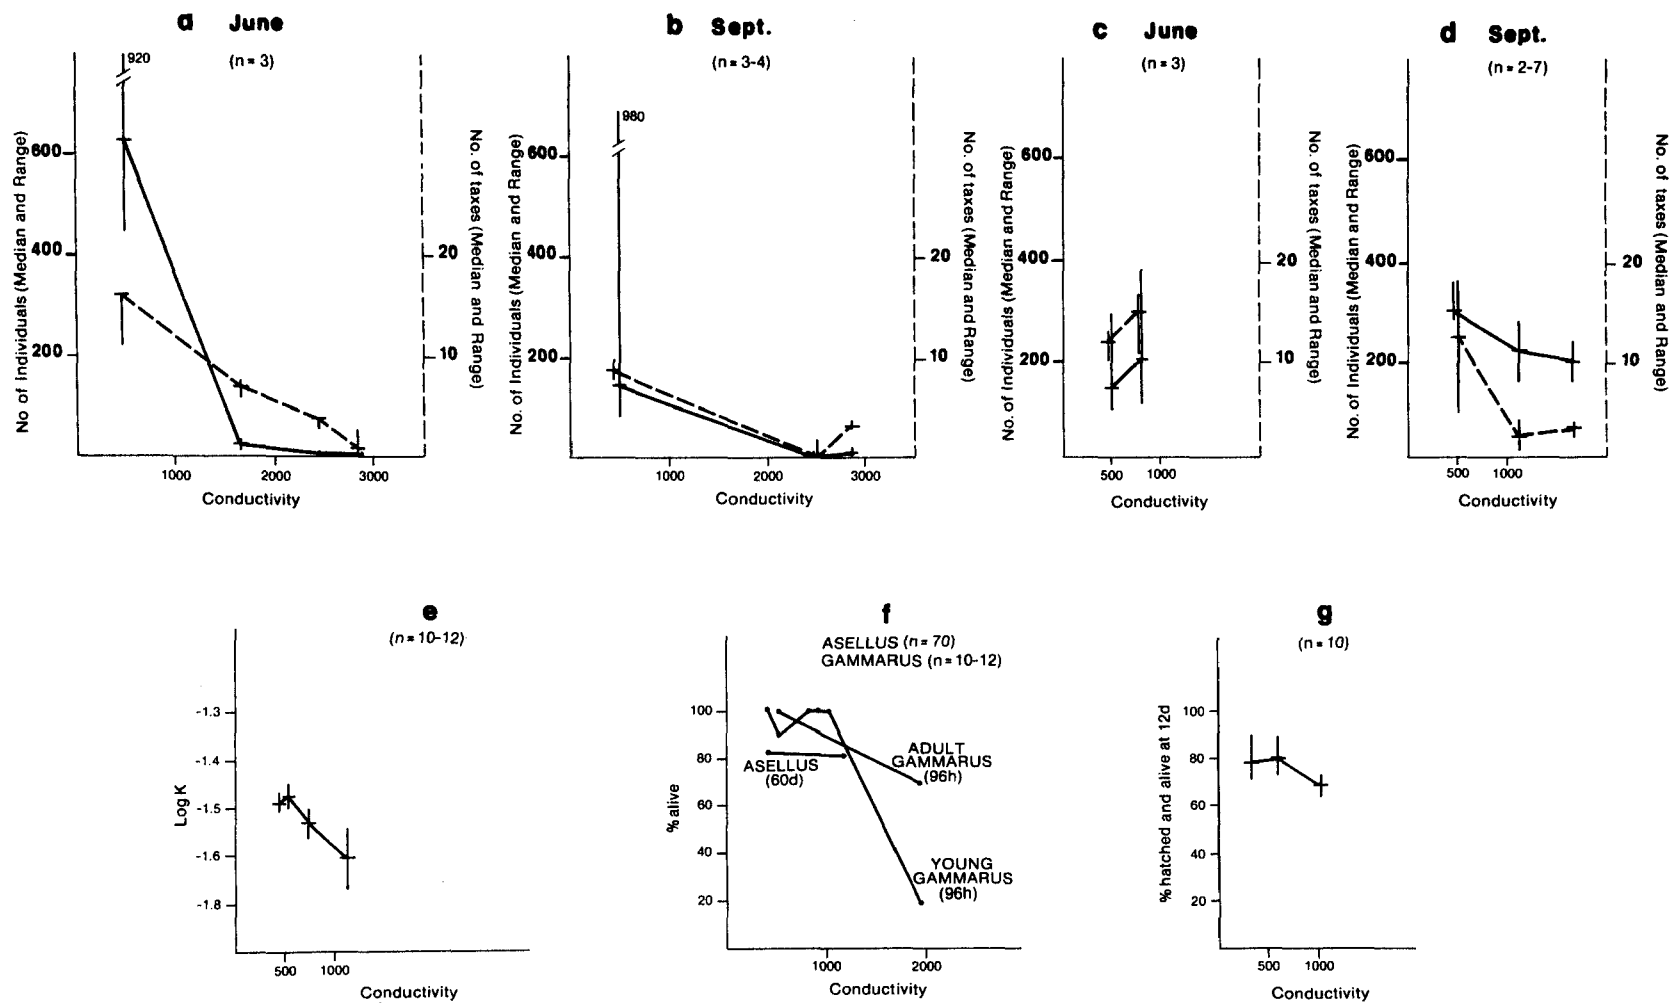 a June
(n = 3)
920
No of Individuals (Median and Range)
600
400
200
20
10
No. of taxes (Median and Range)
1000 2000 3000
Conductivity
b Sept.
(n = 3-4)
980
No. of Individuals (Median and Range)
600
400
200
20
10
No. of taxes (Median and Range)
1000 2000 3000
Conductivity
c June
(n = 3)
No. of Individuals (Median and Range)
600
400
200
20
10
No. of taxes (Median and Range)
500 1000
Conductivity
d Sept.
(n = 2-7)
No. of Individuals (Median and Range)
600
400
200
20
10
No. of taxes (Median and Range)
500 1000
Conductivity
e
(n = 10-12)
Log K
-1.3
-1.4
-1.5
-1.6
-1.8
500 1000
Conductivity
f
ASELLUS (n = 70)
GAMMARUS (n = 10-12)
% alive
100
80
60
40
20
ASELLUS
(60d)
ADULT
GAMMARUS
(96h)
YOUNG
GAMMARUS
(96h)
1000 2000
Conductivity
g
(n = 10)
% hatched and alive at 12d
100
80
60
40
20
500 1000
Conductivity